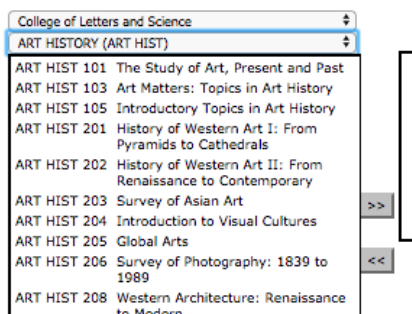 College of Letters and Science
ART HISTORY (ART HIST)
ART HIST 101 The Study of Art, Present and Past
ART HIST 103 Art Matters: Topics in Art History
ART HIST 105 Introductory Topics in Art History
ART HIST 201 History of Western Art I: From
Pyramids to Cathedrals
ART HIST 202 History of Western Art II: From
Renaissance to Contemporary
ART HIST 203 Survey of Asian Art
>>
ART HIST 204 Introduction to Visual Cultures
ART HIST 205 Global Arts
ART HIST 206 Survey of Photography: 1839 to
<<
1989
ART HIST 208 Western Architecture: Renaissance
to Modern